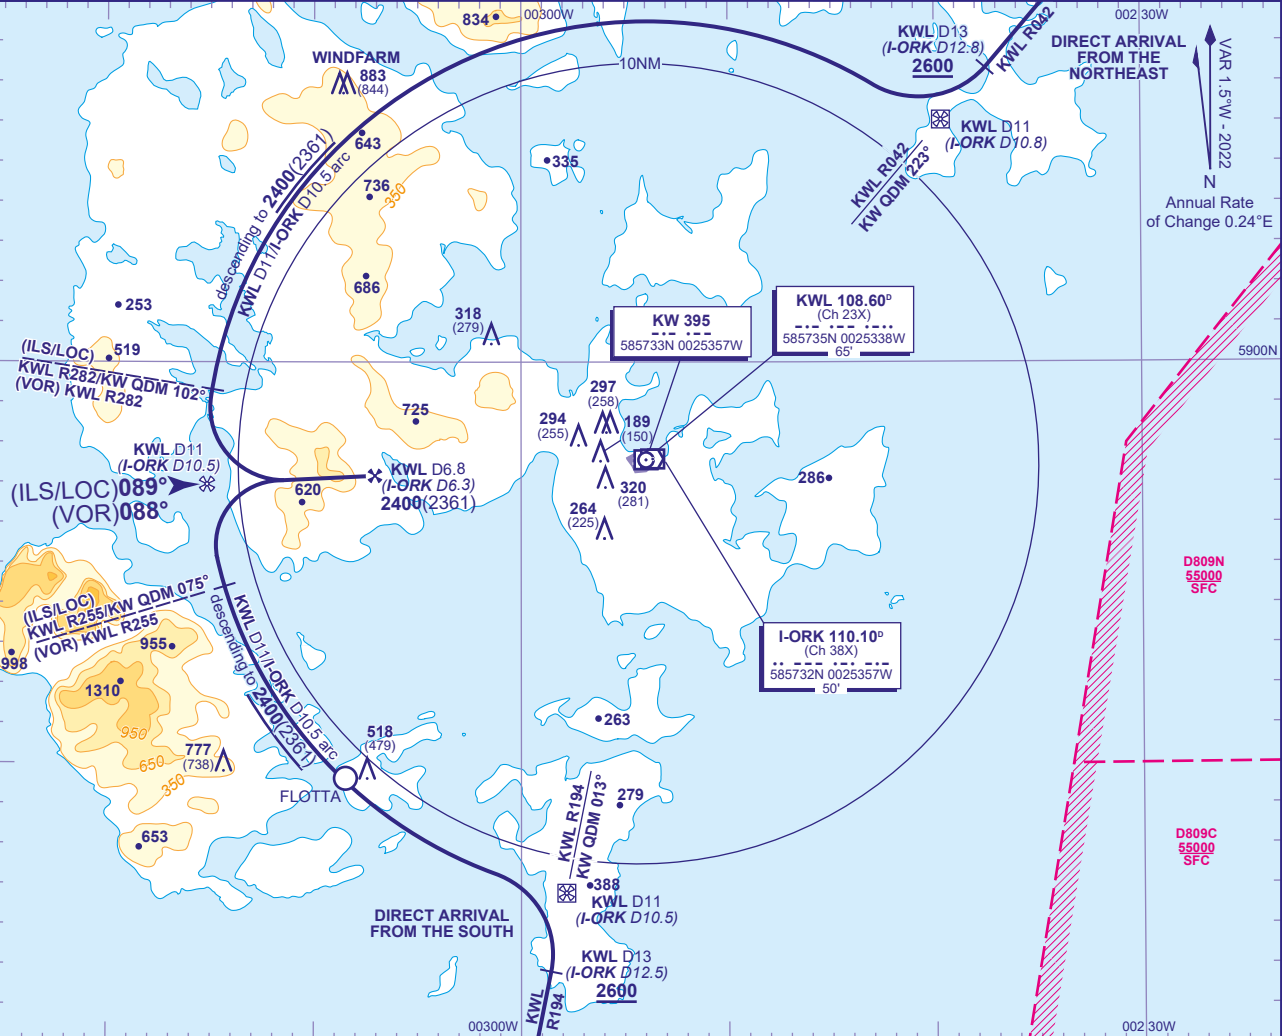 834
00300W
002 30W
KWL D13
(I-ORK D12.8)
2600
KWL R042
DIRECT ARRIVAL
FROM THE
NORTHEAST
VAR 1.5°W - 2022
N
Annual Rate
of Change 0.24°E
WINDFARM
883
(844)
10NM
KWL D11
(I-ORK D10.8)
KWL R042
KW QDM 223°
643
335
736
350
descending to 2400(2361)
KWL D11/I-ORK D10.5 arc
686
253
318
(279)
KW 395
585733N 0025357W
KWL 108.60ᴰ
(Ch 23X)
585735N 0025338W
65'
5900N
(ILS/LOC)
519
KWL R282/KW QDM 102°
(VOR) KWL R282
297
(258)
725
294
(255)
189
(150)
KWL D11
(I-ORK D10.5)
(ILS/LOC)089°
(VOR)088°
KWL D6.8
(I-ORK D6.3)
2400(2361)
620
320
(281)
264
(225)
286
D809N
55000
SFC
(ILS/LOC)
KWL R255/KW QDM 075°
(VOR) KWL R255
998
955
1310
950
650
350
KWL D11/I-ORK D10.5 arc
descending to 2400(2361)
I-ORK 110.10ᴰ
(Ch 38X)
585732N 0025357W
50'
777
(738)
518
(479)
263
FLOTTA
279
KWL R194
KW QDM 013°
653
D809C
55000
SFC
388
KWL D11
(I-ORK D10.5)
DIRECT ARRIVAL
FROM THE SOUTH
KWL D13
(I-ORK D12.5)
2600
KWL
R194
00300W
002 30W